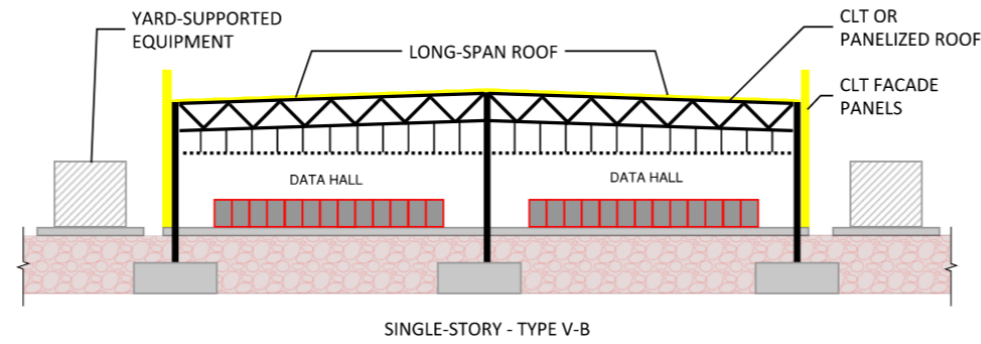 YARD-SUPPORTED
EQUIPMENT
LONG-SPAN ROOF
CLT OR
PANELIZED ROOF
CLT FACADE
PANELS
DATA HALL
DATA HALL
SINGLE-STORY - TYPE V-B